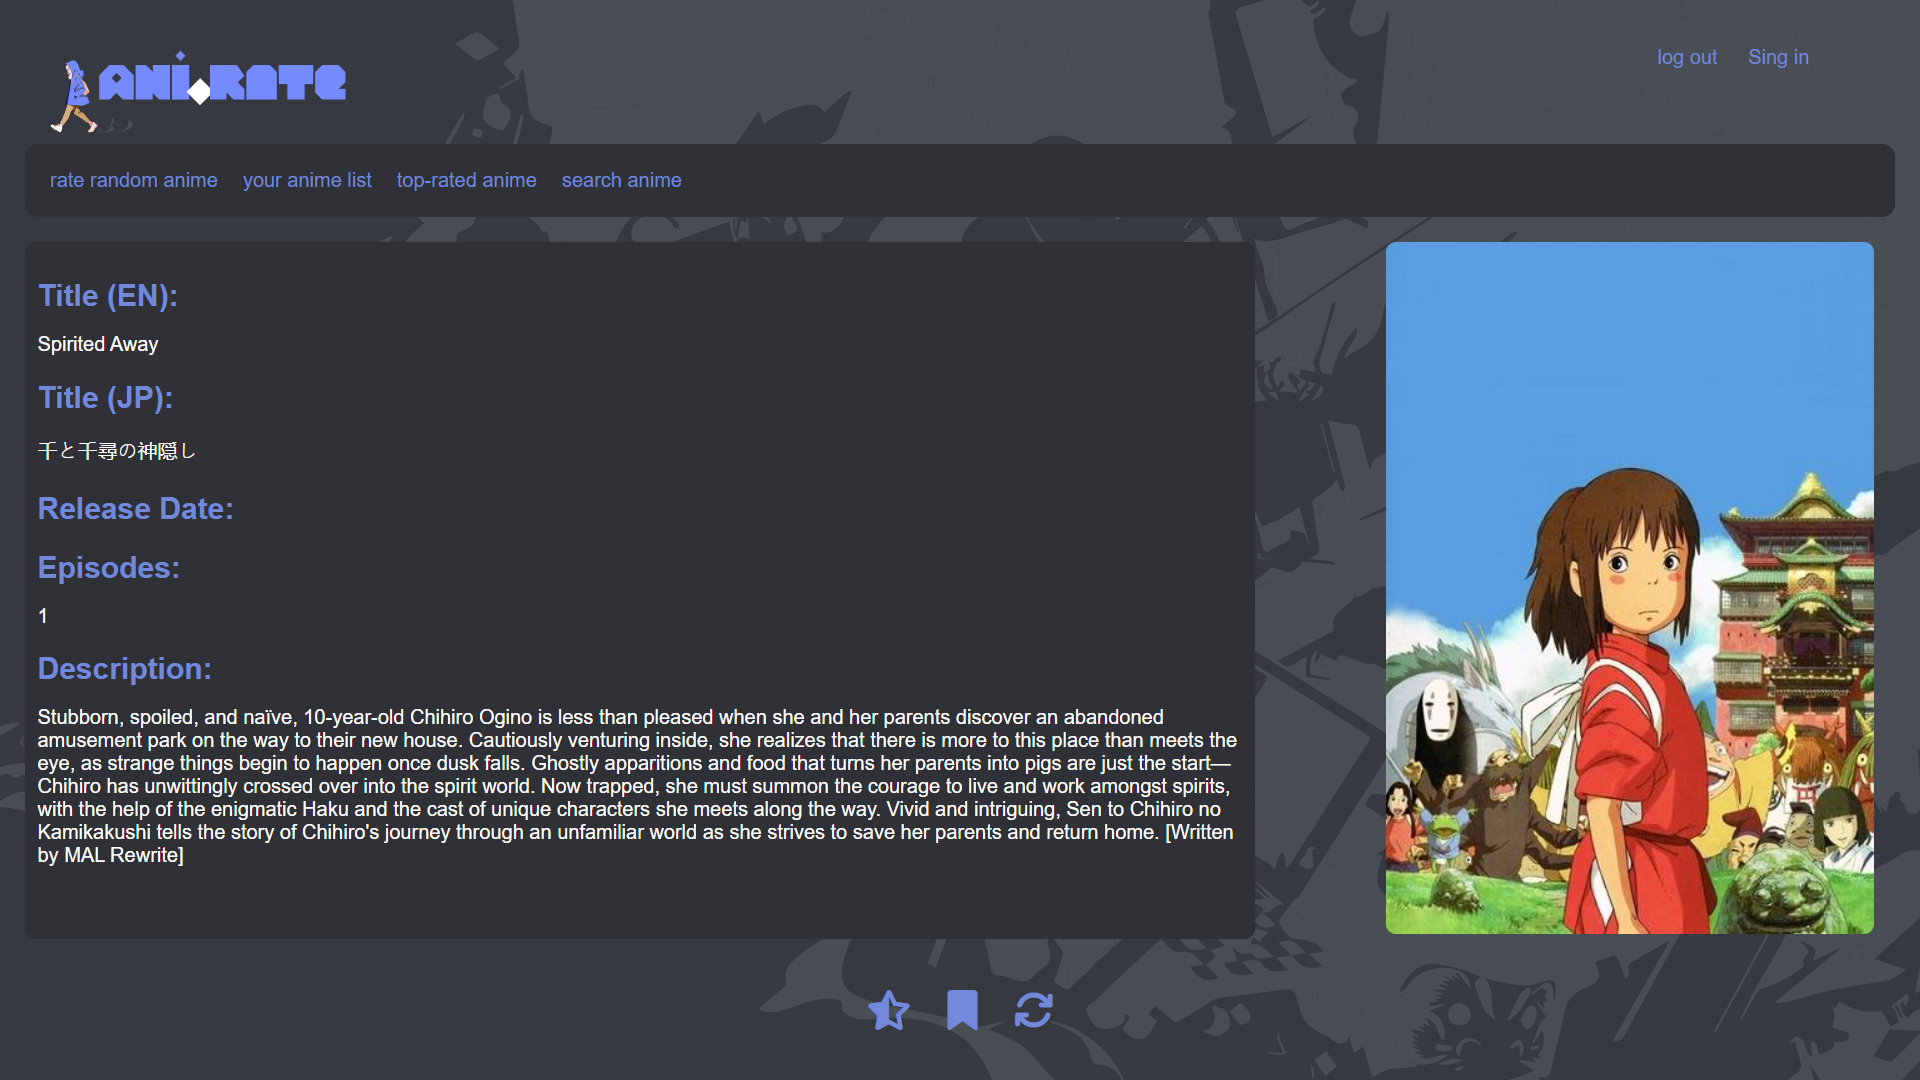 ANI·RATE
log out Sing in
rate random anime your anime list top-rated anime search anime
Title (EN):
Spirited Away
Title (JP):
千と千尋の神隠し
Release Date:
Episodes:
1
Description:
Stubborn, spoiled, and naïve, 10-year-old Chihiro Ogino is less than pleased when she and her parents discover an abandoned
amusement park on the way to their new house. Cautiously venturing inside, she realizes that there is more to this place than meets the
eye, as strange things begin to happen once dusk falls. Ghostly apparitions and food that turns her parents into pigs are just the start—
Chihiro has unwittingly crossed over into the spirit world. Now trapped, she must summon the courage to live and work amongst spirits,
with the help of the enigmatic Haku and the cast of unique characters she meets along the way. Vivid and intriguing, Sen to Chihiro no
Kamikakushi tells the story of Chihiro's journey through an unfamiliar world as she strives to save her parents and return home. [Written
by MAL Rewrite]